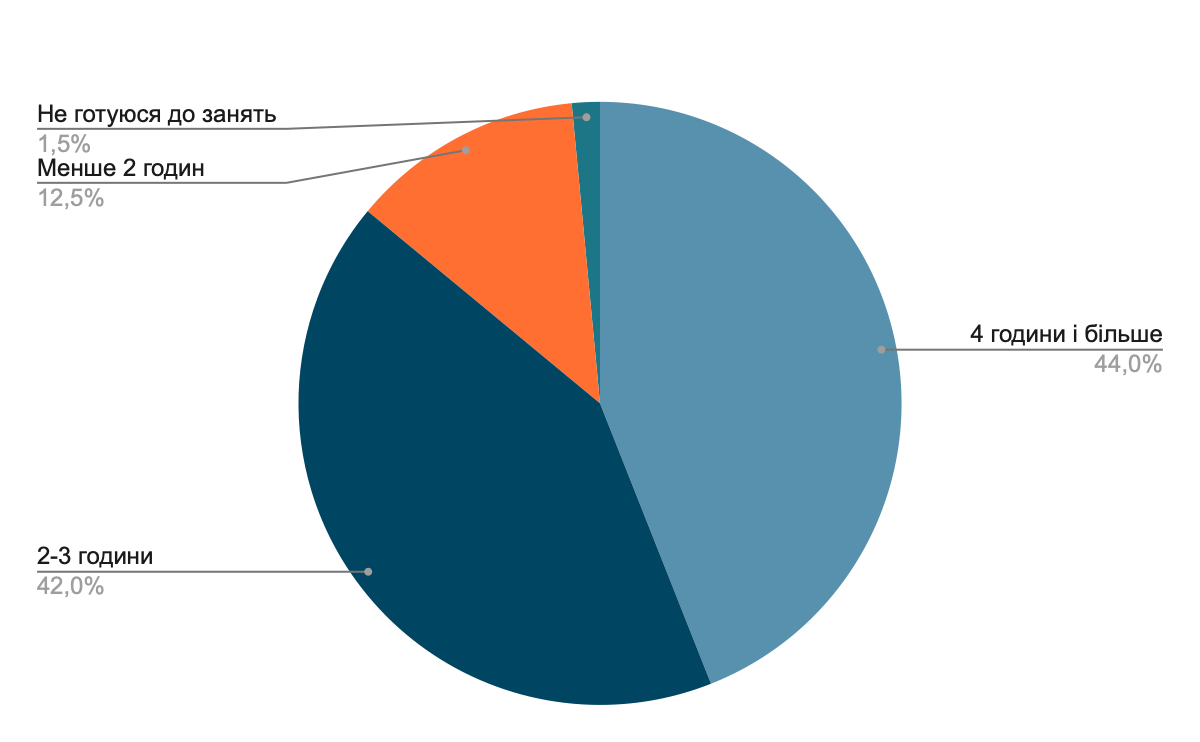 Не готуюся до занять
1,5%
Менше 2 годин
12,5%
4 години і більше
44,0%
2-3 години
42,0%